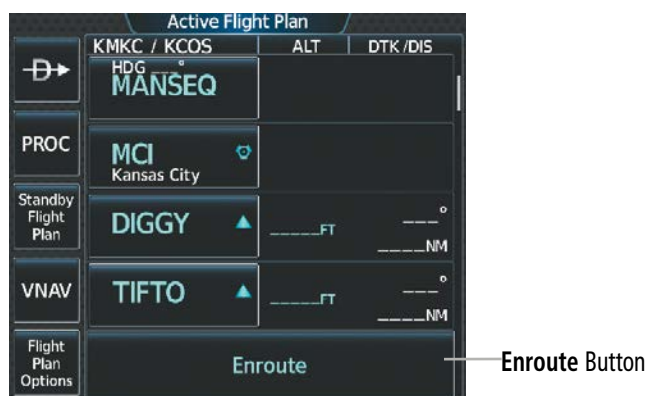 Active Flight Plan
KMKC / KCOS ALT DTK/DIS
HDG ___°
MANSEQ
PROC
MCI
Kansas City
Standby
Flight
Plan
DIGGY _____FT ___°
____NM
VNAV
TIFTO _____FT ___°
____NM
Flight
Plan
Options
Enroute
Enroute Button